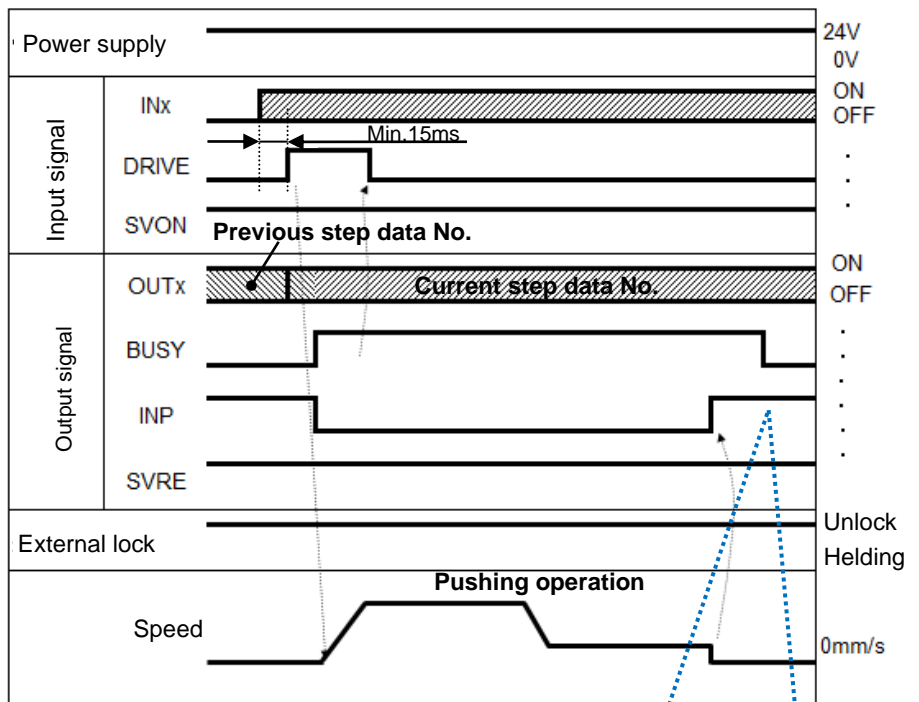 Power supply
24V
0V
Input signal
INx
ON
OFF
Min.15ms
DRIVE
SVON
Previous step data No.
Output signal
OUTx
Current step data No.
ON
OFF
BUSY
INP
SVRE
External lock
Unlock
Helding
Pushing operation
Speed
0mm/s